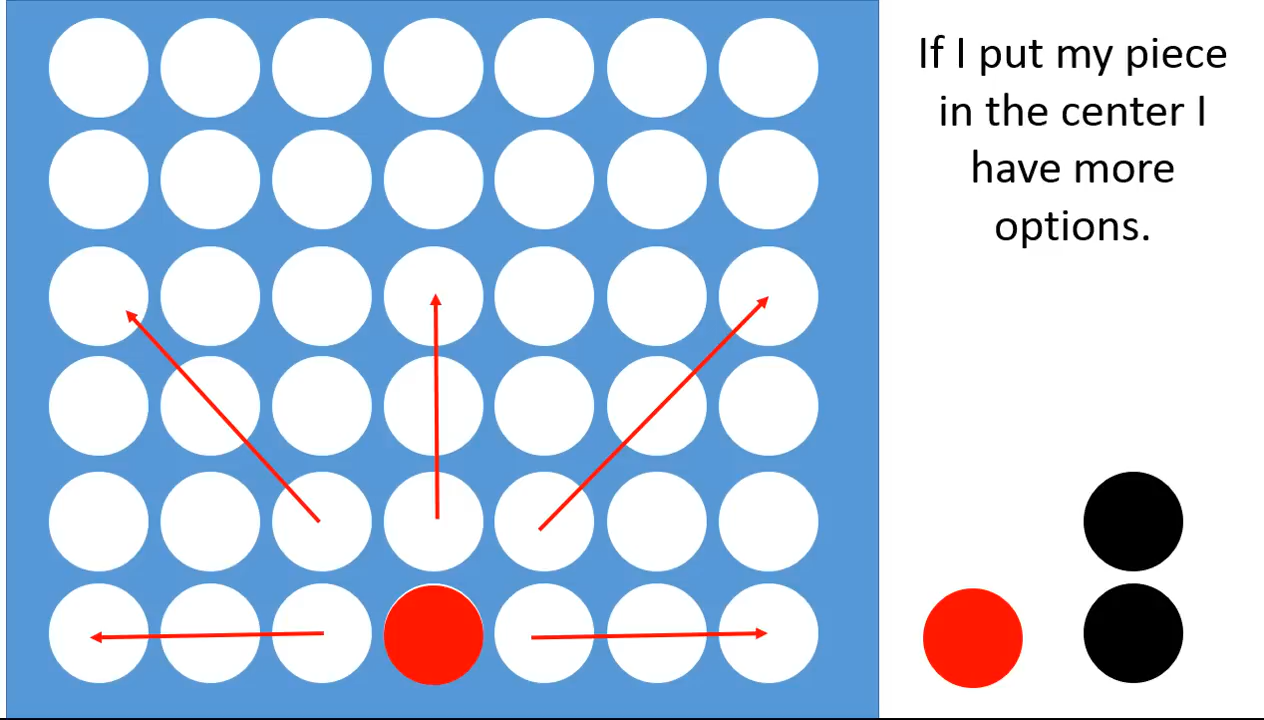 If I put my piece
in the center I
have more
options.